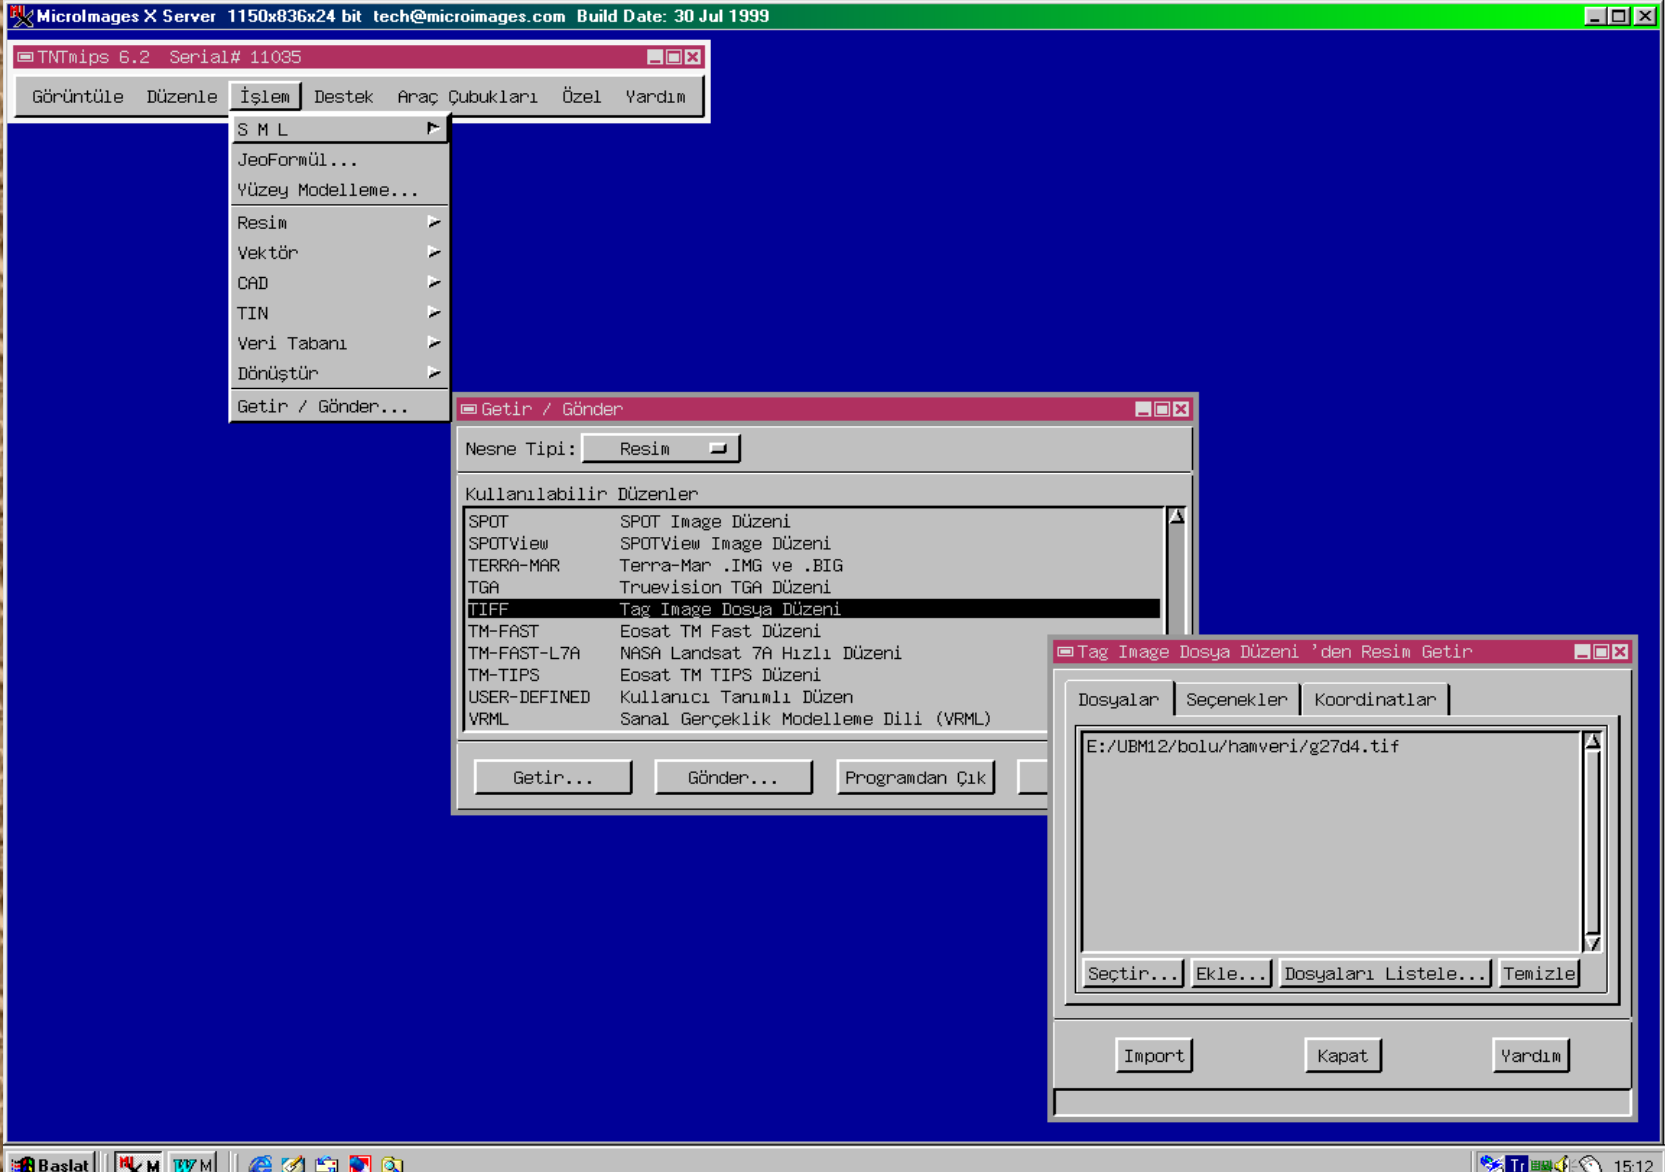 MicroImages X Server 1150x836x24 bit tech@microimages.com Build Date: 30 Jul 1999
TNTmips 6.2 Serial# 11035
Görüntüle Düzenle İşlem Destek Araç Çubukları Özel Yardım
S M L
JeoFormül...
Yüzey Modelleme...
Resim
Vektör
CAD
TIN
Veri Tabanı
Dönüştür
Getir / Gönder...
Getir / Gönder
Nesne Tipi: Resim
Kullanılabilir Düzenler
SPOT SPOT Image Düzeni
SPOTView SPOTView Image Düzeni
TERRA-MAR Terra-Mar .IMG ve .BIG
TGA Truevision TGA Düzeni
TIFF Tag Image Dosya Düzeni
TM-FAST Eosat TM Fast Düzeni
TM-FAST-L7A NASA Landsat 7A Hızlı Düzeni
TM-TIPS Eosat TM TIPS Düzeni
USER-DEFINED Kullanıcı Tanımlı Düzen
VRML Sanal Gerçeklik Modelleme Dili (VRML)
Getir... Gönder... Programdan Çık
Tag Image Dosya Düzeni 'den Resim Getir
Dosyalar Seçenekler Koordinatlar
E:/UBM12/bolu/hamveri/g27d4.tif
Seçtir... Ekle... Dosyaları Listele... Temizle
Import Kapat Yardım
Başlat M M Tr 15:12